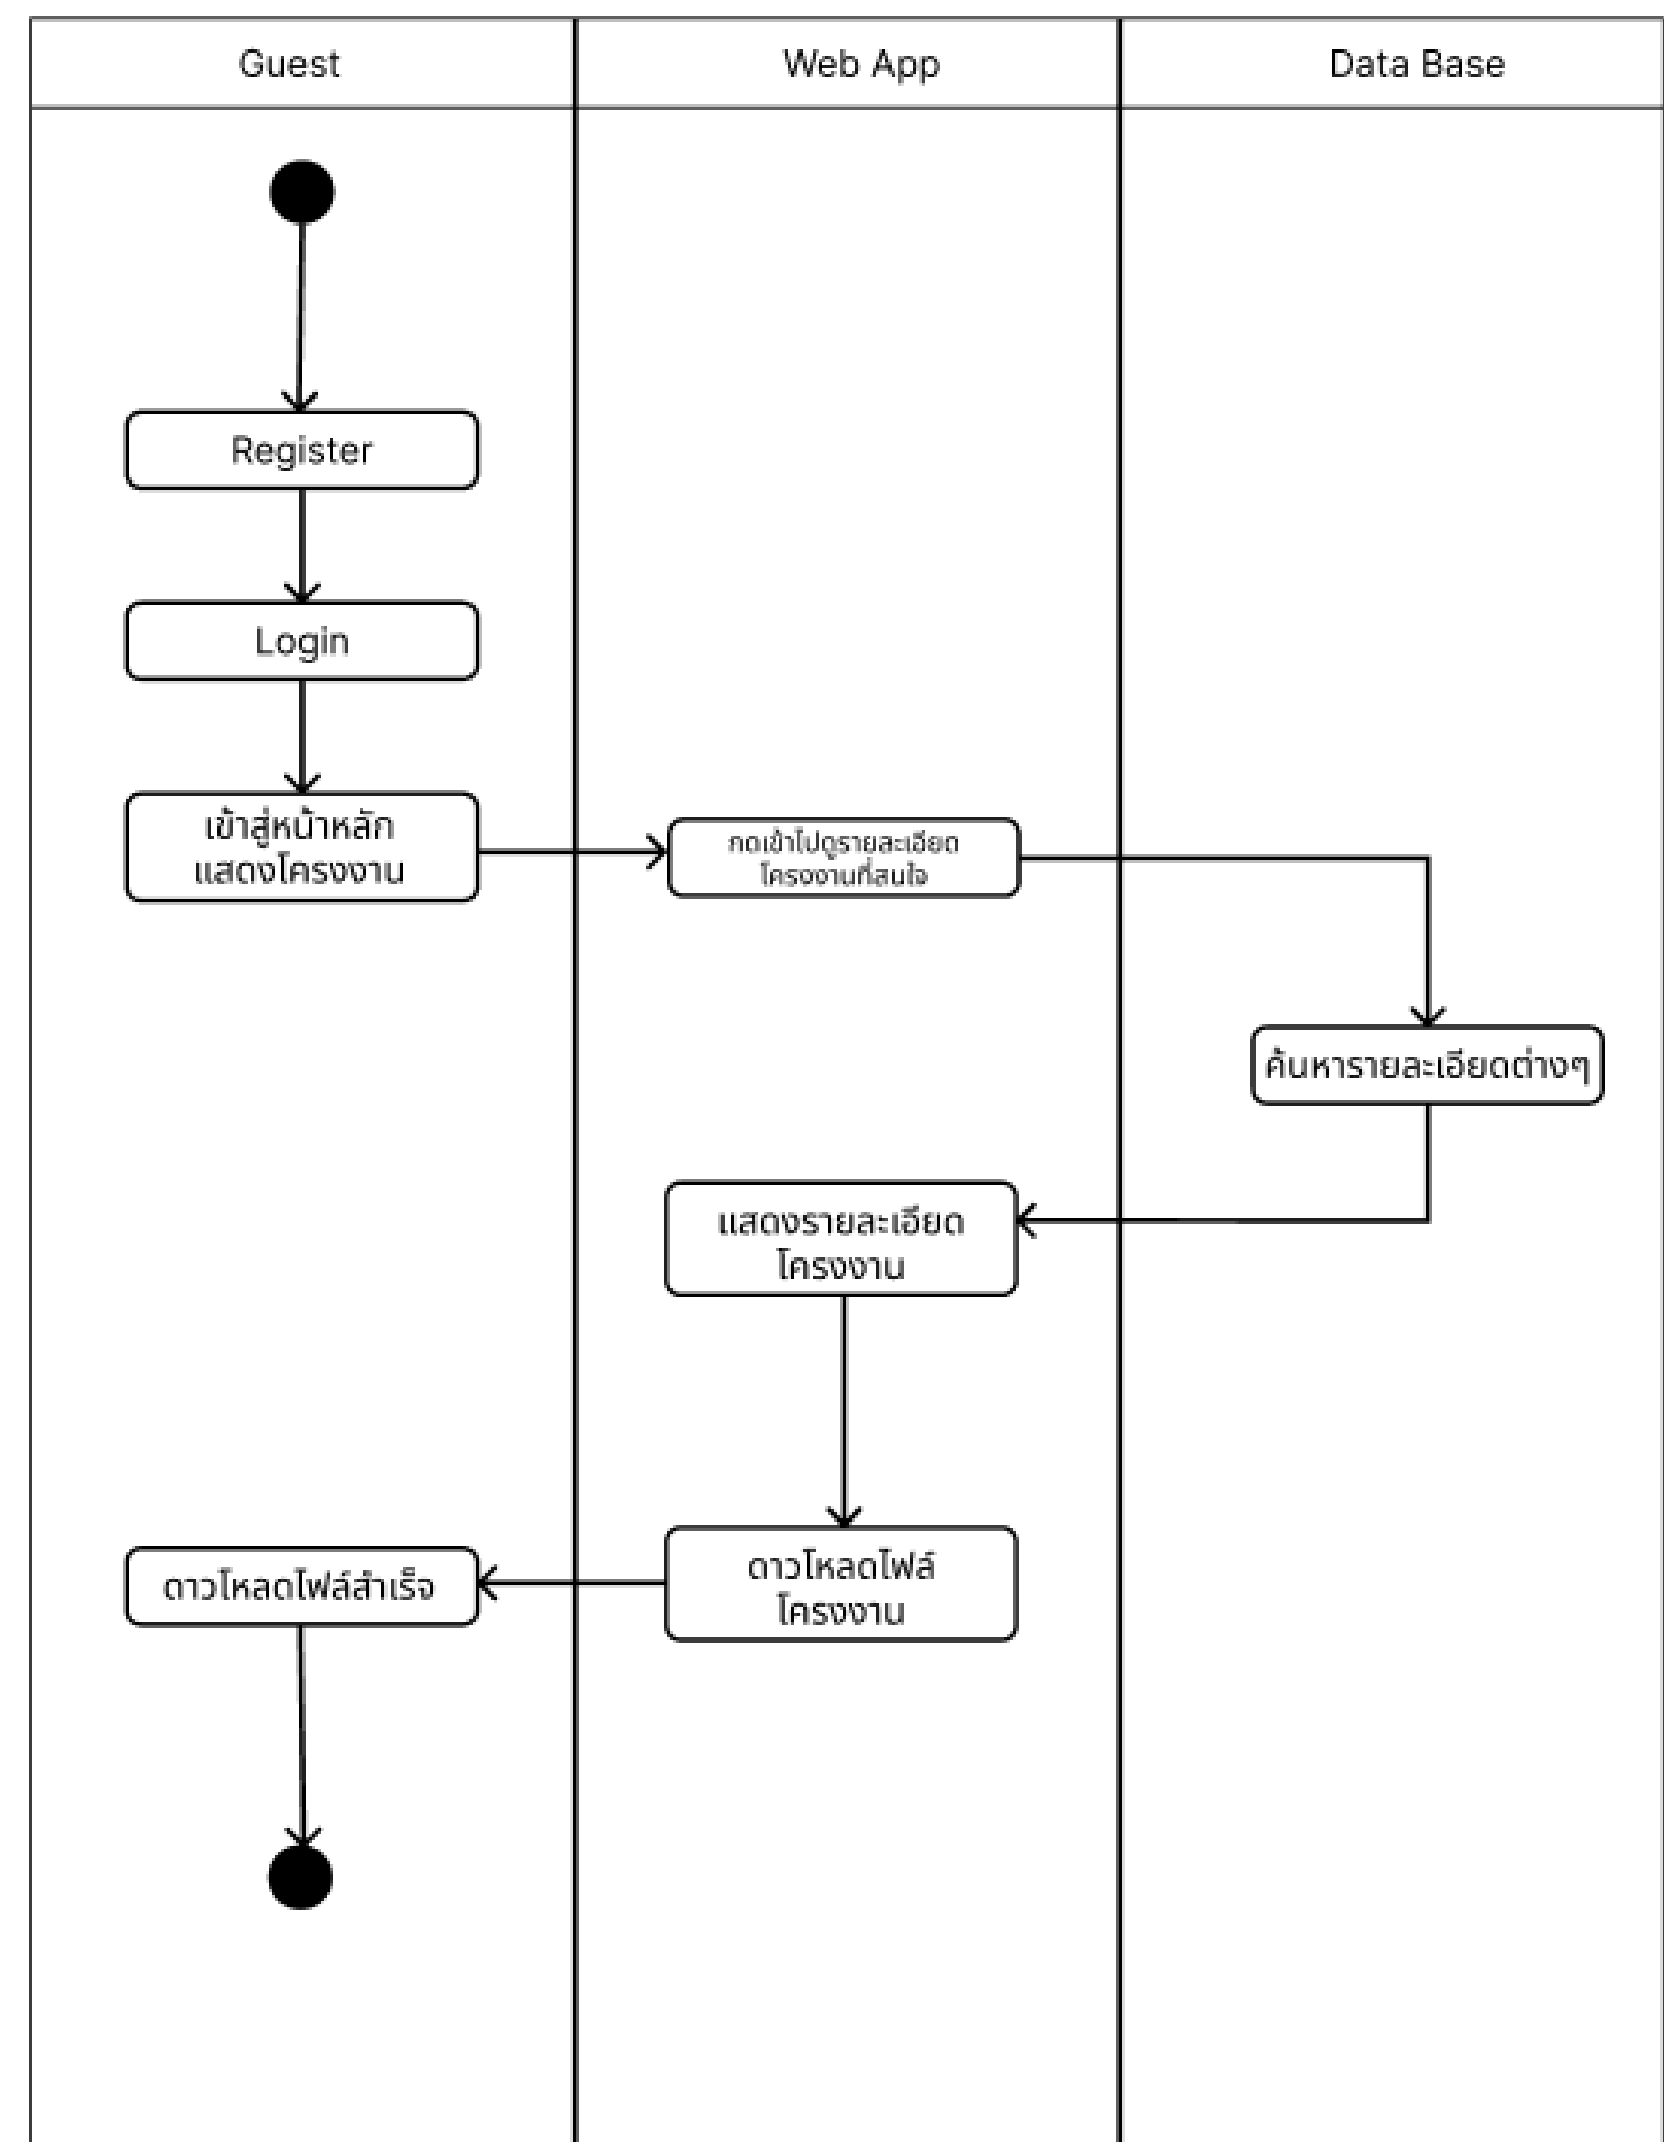 Guest
Web App
Data Base
Register
Login
เข้าสู่หน้าหลัก
แสดงโครงงาน
กดเข้าไปดูรายละเอียด
โครงงานที่สนใจ
ค้นหารายละเอียดต่างๆ
แสดงรายละเอียด
โครงงาน
ดาวโหลดไฟล์
โครงงาน
ดาวโหลดไฟล์สำเร็จ